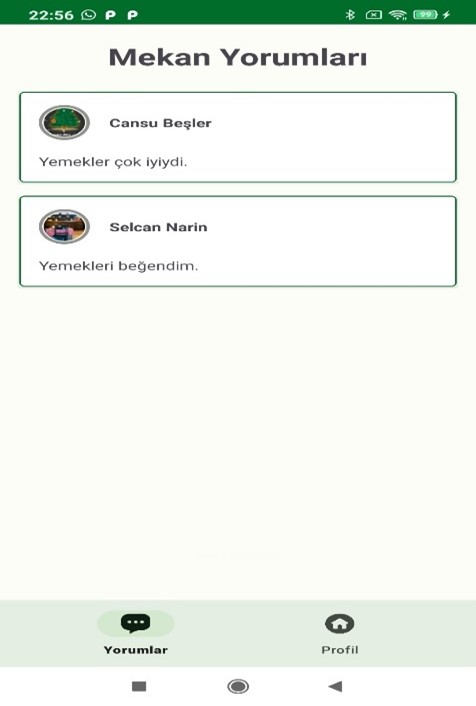 22:56 P P 99
Mekan Yorumları
Cansu Beşler
Yemekler çok iyiydi.
Selcan Narin
Yemekleri beğendim.
Yorumlar Profil